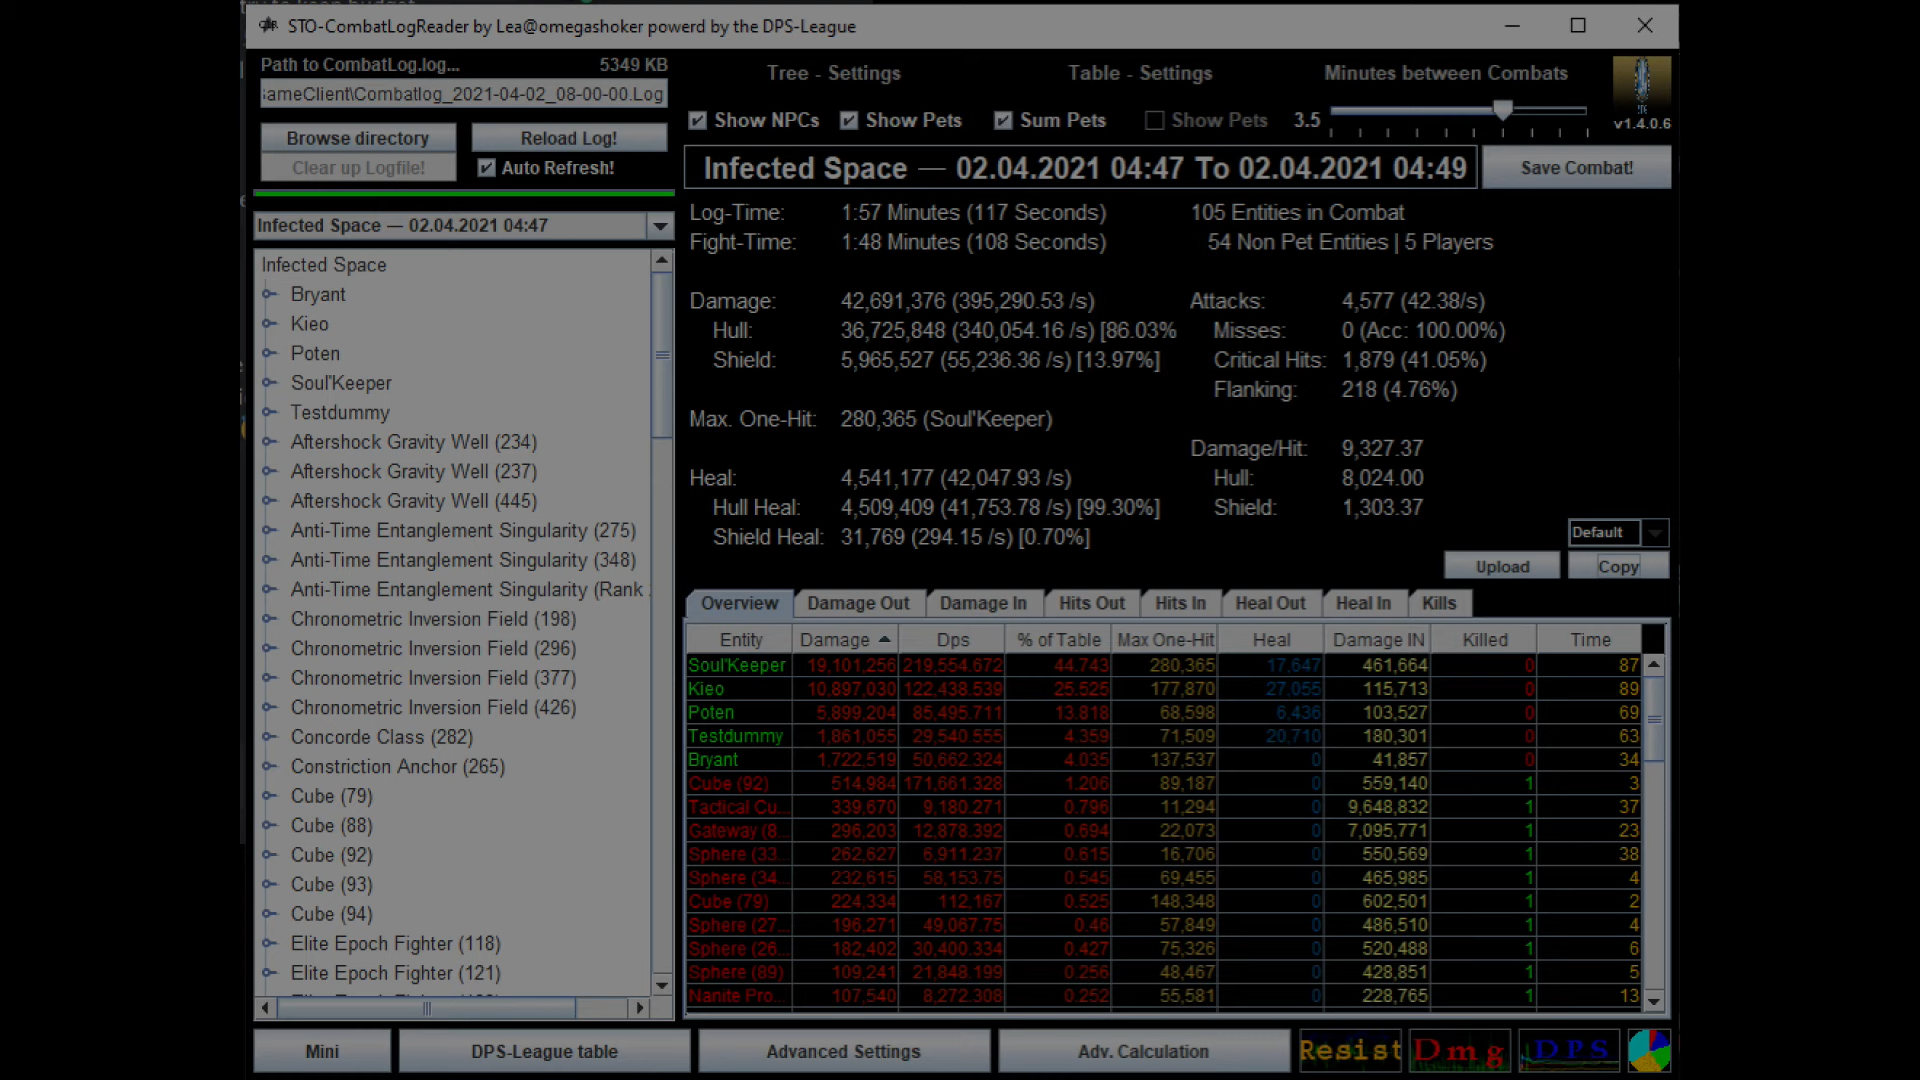 STO-CombatLogReader by Lea@omegashoker powerd by the DPS-League
Path to CombatLog.log... 5349 KB
ameClient\Combatlog_2021-04-02_08-00-00.Log
Browse directory Reload Log!
Clear up Logfile! Auto Refresh!
Tree - Settings Table - Settings Minutes between Combats
Show NPCs Show Pets Sum Pets Show Pets 3.5
v1.4.0.6
Infected Space — 02.04.2021 04:47 To 02.04.2021 04:49 Save Combat!
Infected Space — 02.04.2021 04:47
Infected Space
Bryant
Kieo
Poten
Soul'Keeper
Testdummy
Aftershock Gravity Well (234)
Aftershock Gravity Well (237)
Aftershock Gravity Well (445)
Anti-Time Entanglement Singularity (275)
Anti-Time Entanglement Singularity (348)
Anti-Time Entanglement Singularity (Rank
Chronometric Inversion Field (198)
Chronometric Inversion Field (296)
Chronometric Inversion Field (377)
Chronometric Inversion Field (426)
Concorde Class (282)
Constriction Anchor (265)
Cube (79)
Cube (88)
Cube (92)
Cube (93)
Cube (94)
Elite Epoch Fighter (118)
Elite Epoch Fighter (121)
Log-Time: 1:57 Minutes (117 Seconds) 105 Entities in Combat
Fight-Time: 1:48 Minutes (108 Seconds) 54 Non Pet Entities | 5 Players
Damage: 42,691,376 (395,290.53 /s) Attacks: 4,577 (42.38/s)
Hull: 36,725,848 (340,054.16 /s) [86.03% Misses: 0 (Acc: 100.00%)
Shield: 5,965,527 (55,236.36 /s) [13.97%] Critical Hits: 1,879 (41.05%)
Flanking: 218 (4.76%)
Max. One-Hit: 280,365 (Soul'Keeper)
Damage/Hit: 9,327.37
Heal: 4,541,177 (42,047.93 /s) Hull: 8,024.00
Hull Heal: 4,509,409 (41,753.78 /s) [99.30%] Shield: 1,303.37
Shield Heal: 31,769 (294.15 /s) [0.70%]
Default
Upload Copy
Overview Damage Out Damage In Hits Out Hits In Heal Out Heal In Kills
Entity Damage Dps % of Table Max One-Hit Heal Damage IN Killed Time
Soul'Keeper 19,101,256 219,554.672 44.743 280,365 17,647 461,664 0 87
Kieo 10,897,030 122,438.539 25.525 177,870 27,055 115,713 0 89
Poten 5,899,204 85,495.711 13.818 68,598 6,436 103,527 0 69
Testdummy 1,861,055 29,540.555 4.359 71,509 20,710 180,301 0 63
Bryant 1,722,519 50,662.324 4.035 137,537 0 41,857 0 34
Cube (92) 514,984 171,661.328 1.206 89,187 0 559,140 1 3
Tactical Cu... 339,670 9,180.271 0.796 11,294 0 9,648,832 1 37
Gateway (8... 296,203 12,878.392 0.694 22,073 0 7,095,771 1 23
Sphere (33... 262,627 6,911.237 0.615 16,706 0 550,569 1 38
Sphere (34... 232,615 58,153.75 0.545 69,455 0 465,985 1 4
Cube (79) 224,334 112,167 0.525 148,348 0 602,501 1 2
Sphere (27... 196,271 49,067.75 0.46 57,849 0 486,510 1 4
Sphere (26... 182,402 30,400.334 0.427 75,326 0 520,488 1 6
Sphere (89) 109,241 21,848.199 0.256 48,467 0 428,851 1 5
Nanite Pro... 107,540 8,272.308 0.252 55,581 0 228,765 1 13
Mini DPS-League table Advanced Settings Adv. Calculation Resist Dmg DPS